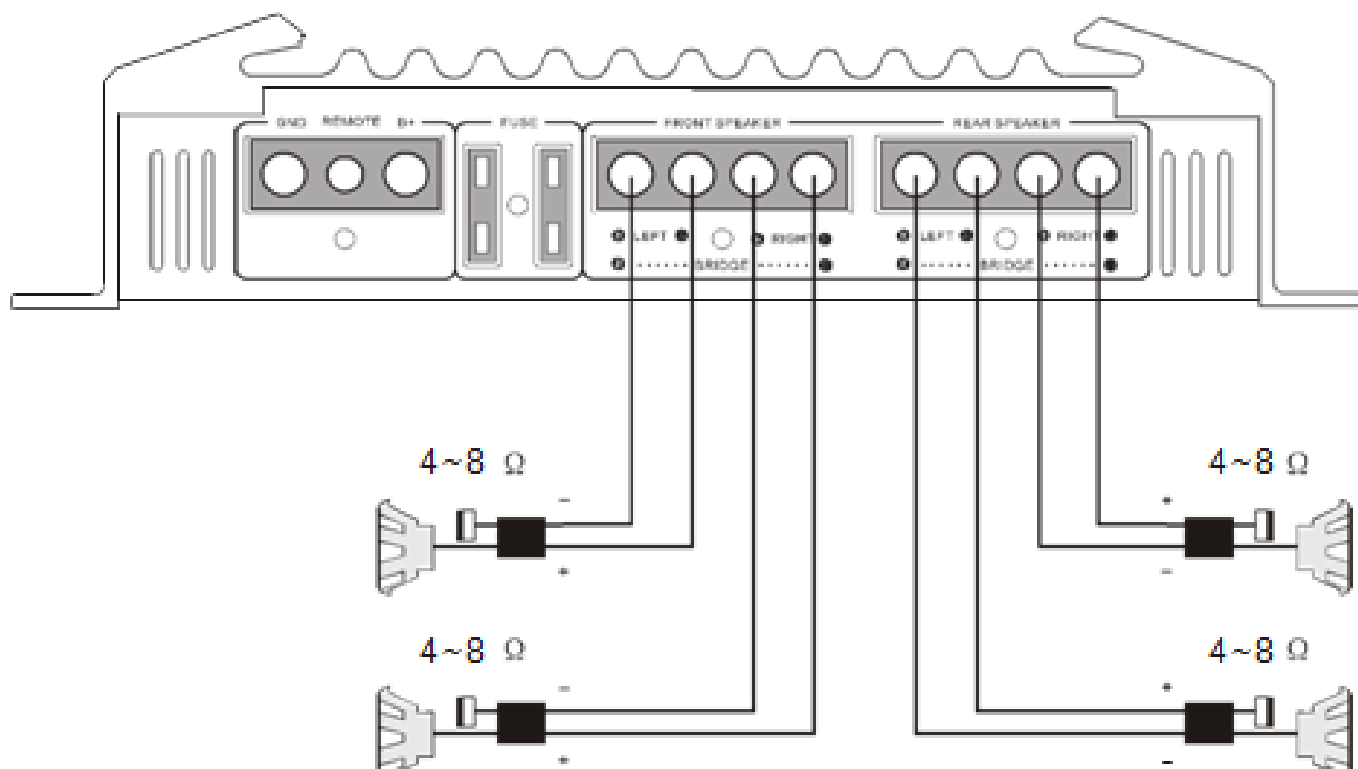 GND REMOTE B+ FUSE FRONT SPEAKER REAR SPEAKER
LEFT RIGHT LEFT RIGHT
BRIDGE BRIDGE
4~8 Ω 4~8 Ω
- +
+ -
4~8 Ω 4~8 Ω
- +
+ -